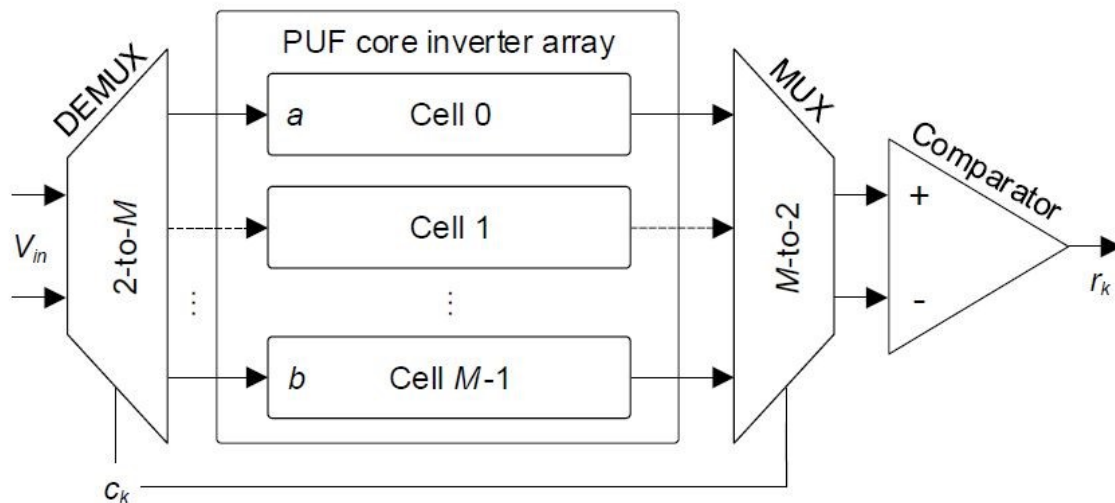 PUF core inverter array
DEMUX
MUX
a Cell 0
Comparator
Cell 1
+
V_in
2-to-M
M-to-2
r_k
⋮ ⋮
-
b Cell M-1
c_k